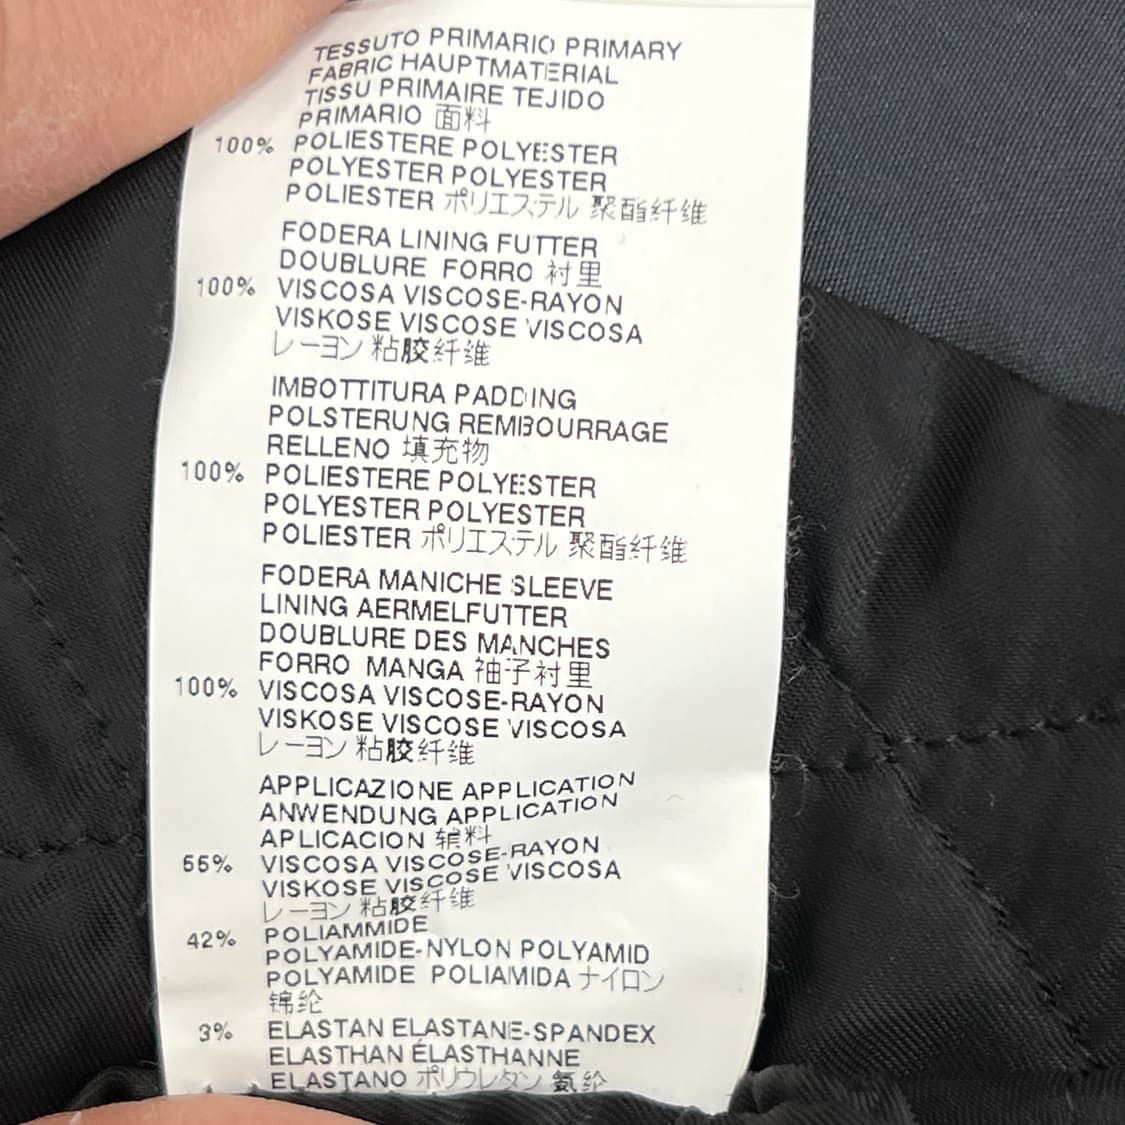 TESSUTO PRIMARIO PRIMARY
FABRIC HAUPTMATERIAL
TISSU PRIMAIRE TEJIDO
PRIMARIO 面料
100% POLIESTERE POLYESTER
POLYESTER POLYESTER
POLIESTER ポリエステル 聚酯纤维
FODERA LINING FUTTER
DOUBLURE FORRO 衬里
100% VISCOSA VISCOSE-RAYON
VISKOSE VISCOSE VISCOSA
レーヨン 粘胶纤维
IMBOTTITURA PADDING
POLSTERUNG REMBOURRAGE
RELLENO 填充物
100% POLIESTERE POLYESTER
POLYESTER POLYESTER
POLIESTER ポリエステル 聚酯纤维
FODERA MANICHE SLEEVE
LINING AERMELFUTTER
DOUBLURE DES MANCHES
FORRO MANGA 袖子衬里
100% VISCOSA VISCOSE-RAYON
VISKOSE VISCOSE VISCOSA
レーヨン 粘胶纤维
APPLICAZIONE APPLICATION
ANWENDUNG APPLICATION
APLICACION 辅料
55% VISCOSA VISCOSE-RAYON
VISKOSE VISCOSE VISCOSA
レーヨン 粘胶纤维
42% POLIAMMIDE
POLYAMIDE-NYLON POLYAMID
POLYAMIDE POLIAMIDA ナイロン
锦纶
3% ELASTAN ELASTANE-SPANDEX
ELASTHAN ÉLASTHANNE
ELASTANO ポリウレタン 氨纶